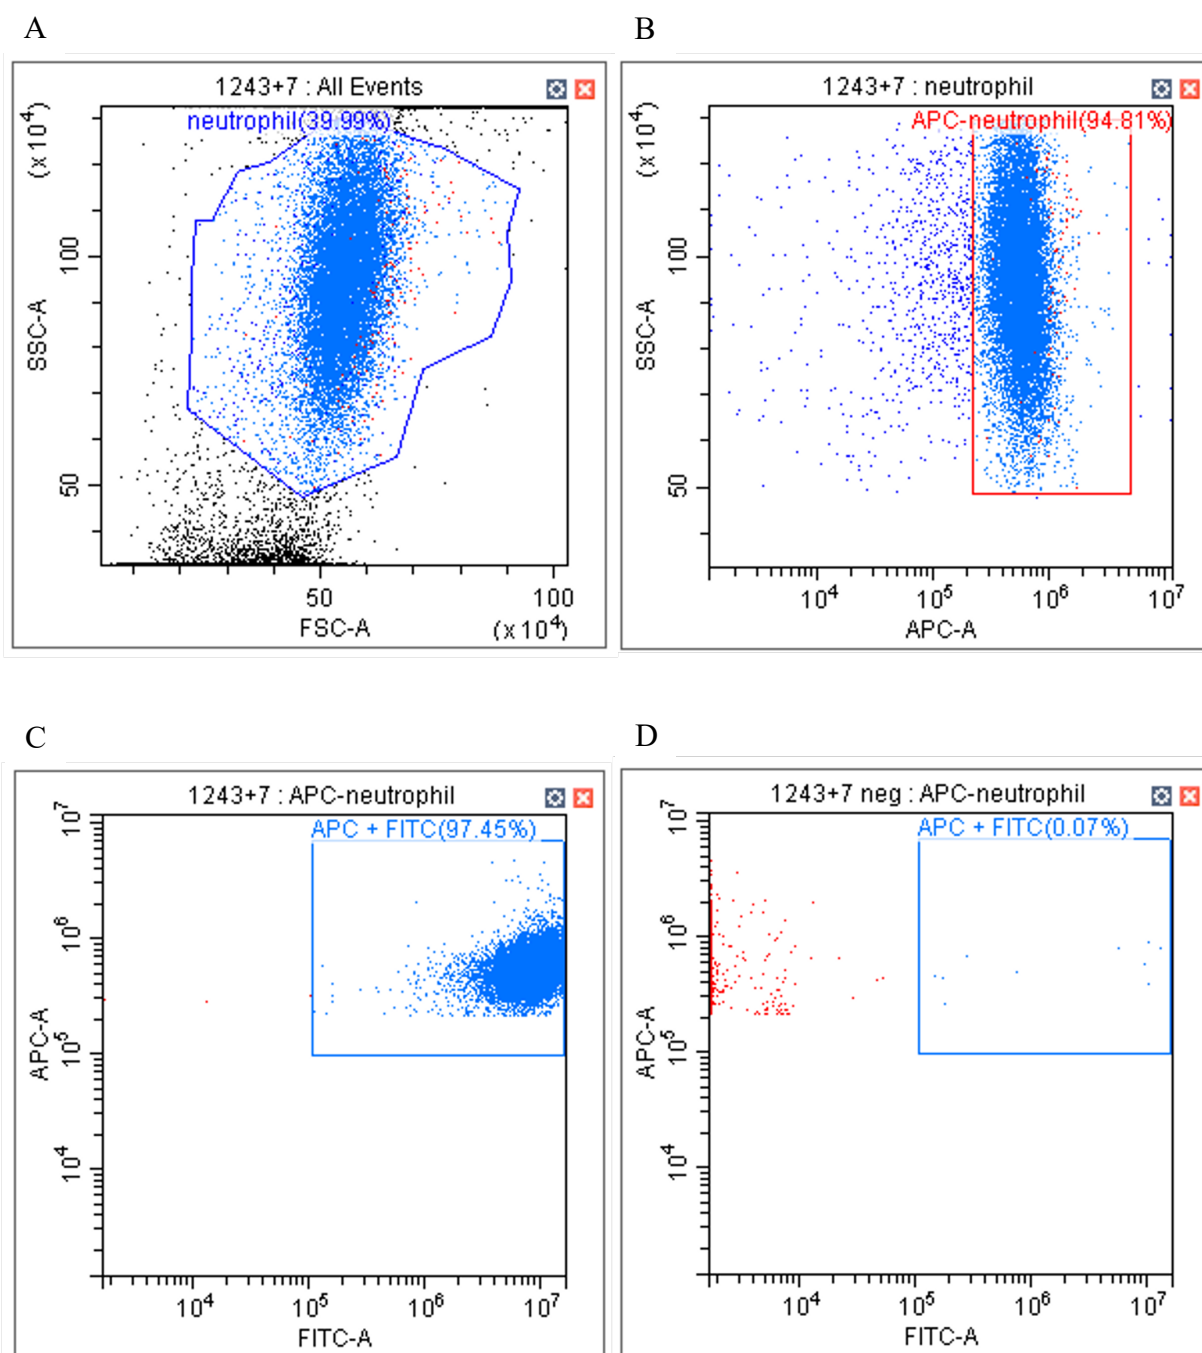 A
B
1243+7 : All Events
neutrophil(39.99%)
(x 10⁴)
100
50
SSC-A
50
100
FSC-A
(x 10⁴)
1243+7 : neutrophil
APC-neutrophil(94.81%)
(x 10⁴)
100
50
SSC-A
10⁴
10⁵
10⁶
10⁷
APC-A
C
D
1243+7 : APC-neutrophil
APC + FITC(97.45%)
10⁷
10⁶
10⁵
10⁴
APC-A
10⁴
10⁵
10⁶
10⁷
FITC-A
1243+7 neg : APC-neutrophil
APC + FITC(0.07%)
10⁷
10⁶
10⁵
10⁴
APC-A
10⁴
10⁵
10⁶
10⁷
FITC-A